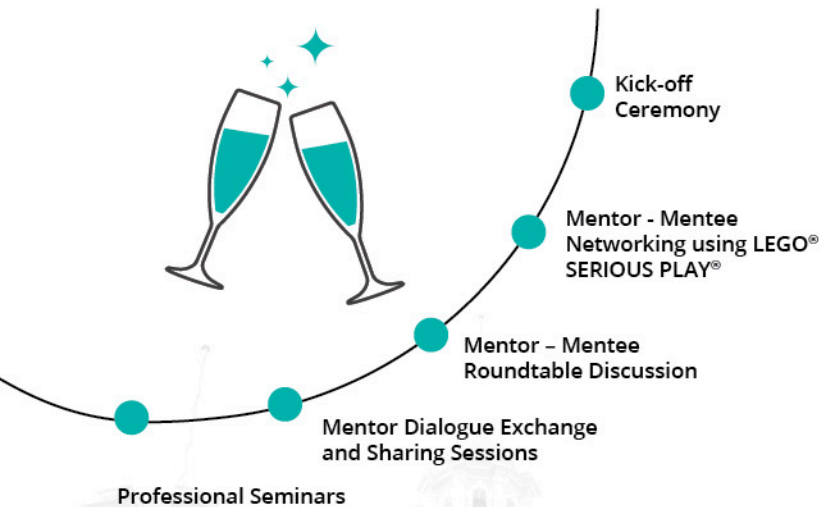 Kick-off
Ceremony
Mentor - Mentee
Networking using LEGO®
SERIOUS PLAY®
Mentor – Mentee
Roundtable Discussion
Mentor Dialogue Exchange
and Sharing Sessions
Professional Seminars